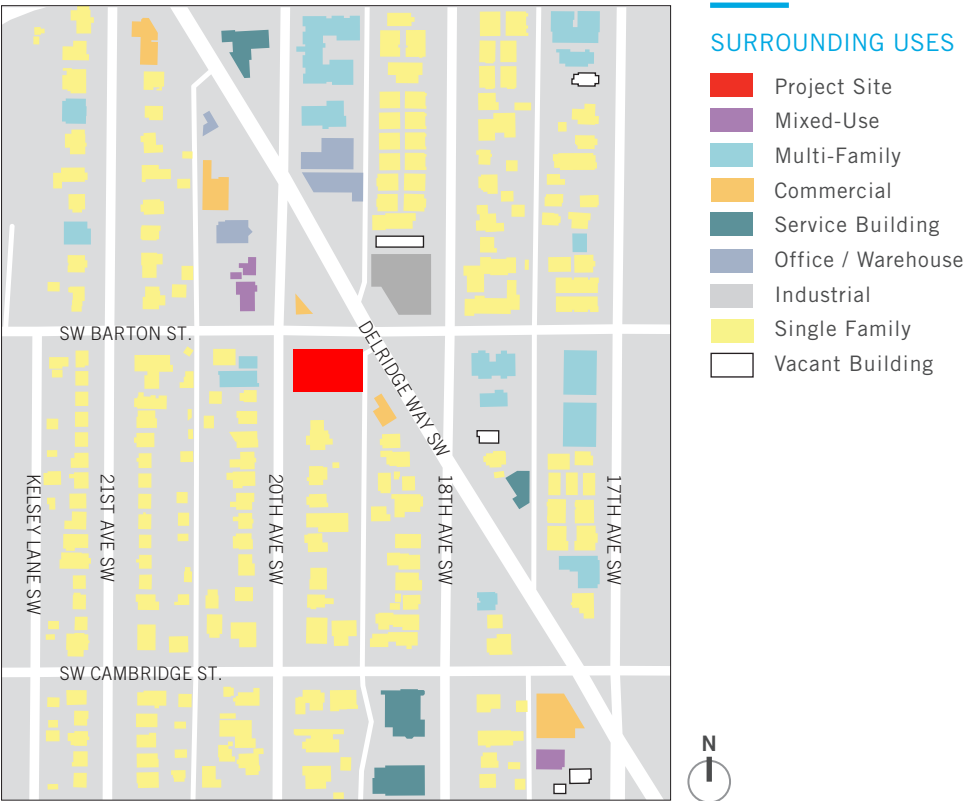 SURROUNDING USES
Project Site
Mixed-Use
Multi-Family
Commercial
Service Building
Office / Warehouse
Industrial
Single Family
Vacant Building
SW BARTON ST.
DELRIDGE WAY SW
KELSEY LANE SW
21ST AVE SW
20TH AVE SW
18TH AVE SW
17TH AVE SW
SW CAMBRIDGE ST.
N